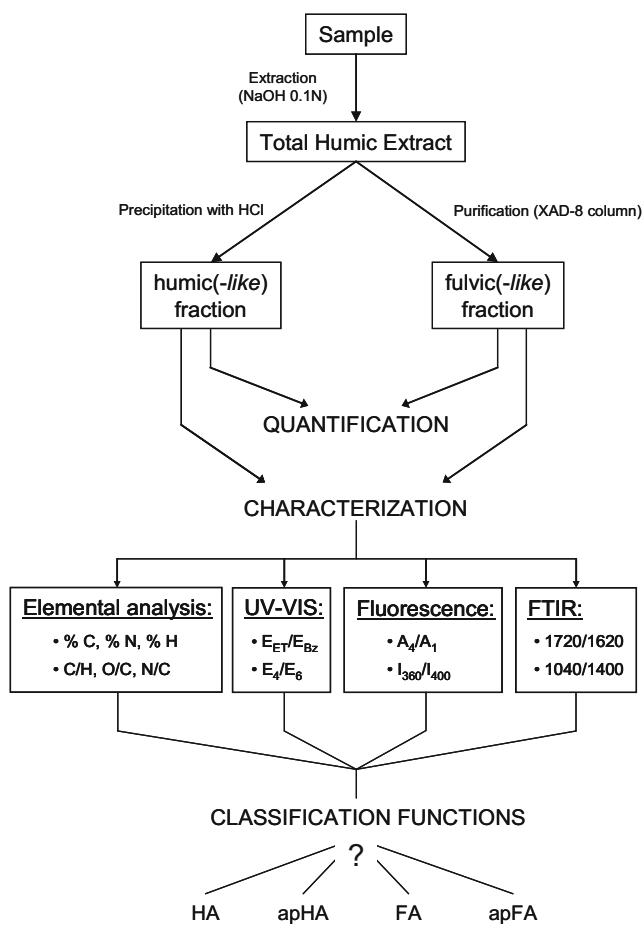 Sample
Extraction
(NaOH 0.1N)
Total Humic Extract
Precipitation with HCl
Purification (XAD-8 column)
humic(-like)
fraction
fulvic(-like)
fraction
QUANTIFICATION
CHARACTERIZATION
Elemental analysis:
• % C, % N, % H
• C/H, O/C, N/C
UV-VIS:
• E_ET/E_Bz
• E_4/E_6
Fluorescence:
• A_4/A_1
• I_360/I_400
FTIR:
• 1720/1620
• 1040/1400
CLASSIFICATION FUNCTIONS
?
HA apHA FA apFA